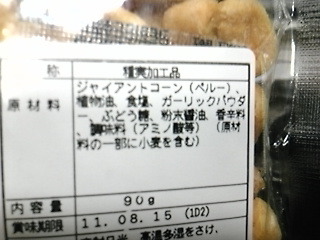 称 種実加工品
原材料 ジャイアントコーン（ペルー）、
植物油、食塩、ガーリックパウダ
ー、ぶどう糖、粉末醤油、香辛料
、調味料（アミノ酸等）（原材
料の一部に小麦を含む）
内容量 90g
賞味期限 11.08.15 (1D2)
高温多湿をさけ、